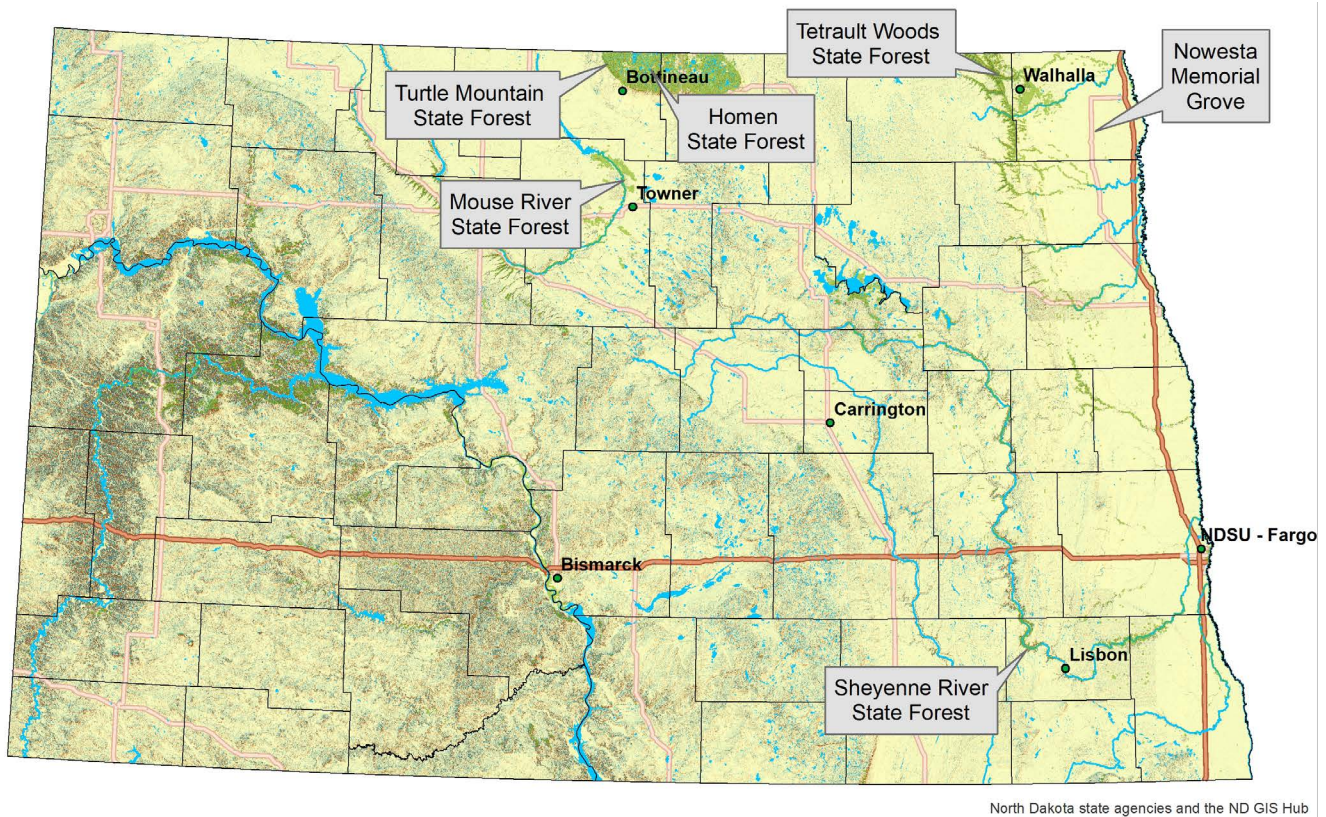 Tetrault Woods
State Forest
Nowesta
Memorial
Grove
Walhalla
Bottineau
Turtle Mountain
State Forest
Homen
State Forest
Mouse River
State Forest
Towner
Carrington
NDSU - Fargo
Bismarck
Lisbon
Sheyenne River
State Forest
North Dakota state agencies and the ND GIS Hub